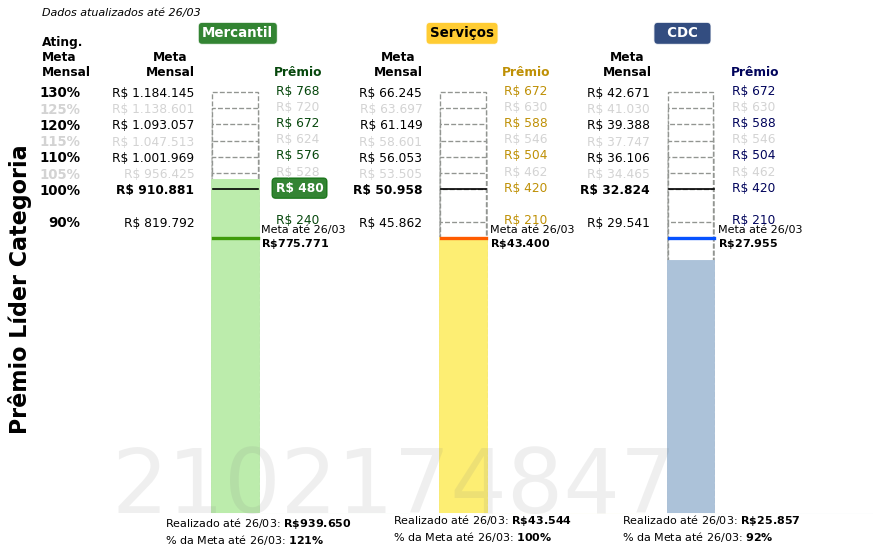 Dados atualizados até 26/03
Mercantil Serviços CDC
Ating. Meta Mensal Meta Mensal Prêmio Meta Mensal Prêmio Meta Mensal Prêmio
130% R$ 1.184.145 R$ 768 R$ 66.245 R$ 672 R$ 42.671 R$ 672
125% R$ 1.138.601 R$ 720 R$ 63.697 R$ 630 R$ 41.030 R$ 630
120% R$ 1.093.057 R$ 672 R$ 61.149 R$ 588 R$ 39.388 R$ 588
115% R$ 1.047.513 R$ 624 R$ 58.601 R$ 546 R$ 37.747 R$ 546
110% R$ 1.001.969 R$ 576 R$ 56.053 R$ 504 R$ 36.106 R$ 504
105% R$ 956.425 R$ 528 R$ 53.505 R$ 462 R$ 34.465 R$ 462
100% R$ 910.881 R$ 480 R$ 50.958 R$ 420 R$ 32.824 R$ 420
90% R$ 819.792 R$ 240 R$ 45.862 R$ 210 R$ 29.541 R$ 210
Meta até 26/03 Meta até 26/03 Meta até 26/03
R$775.771 R$43.400 R$27.955
Prêmio Líder Categoria
2102174847
Realizado até 26/03: R$939.650 Realizado até 26/03: R$43.544 Realizado até 26/03: R$25.857
% da Meta até 26/03: 121% % da Meta até 26/03: 100% % da Meta até 26/03: 92%